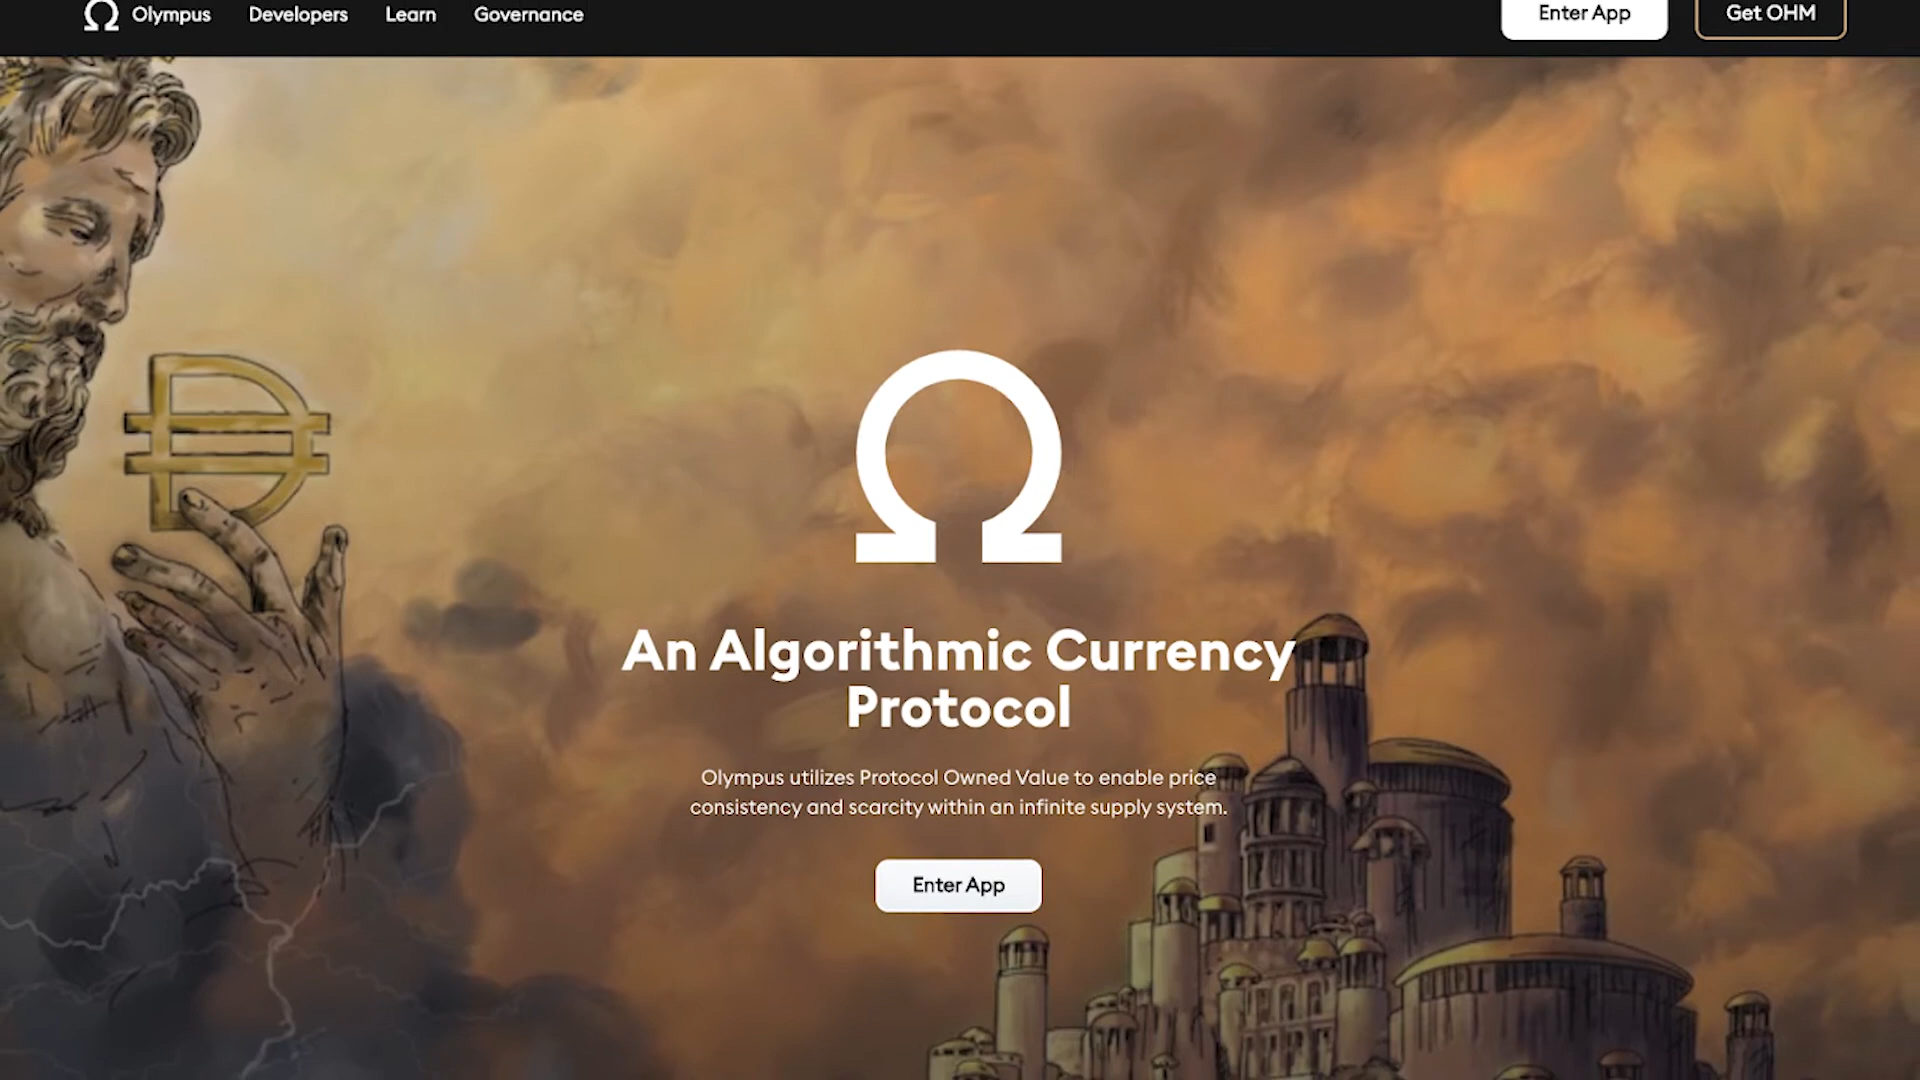 Olympus Developers Learn Governance Enter App Get OHM
An Algorithmic Currency
Protocol
Olympus utilizes Protocol Owned Value to enable price
consistency and scarcity within an infinite supply system.
Enter App